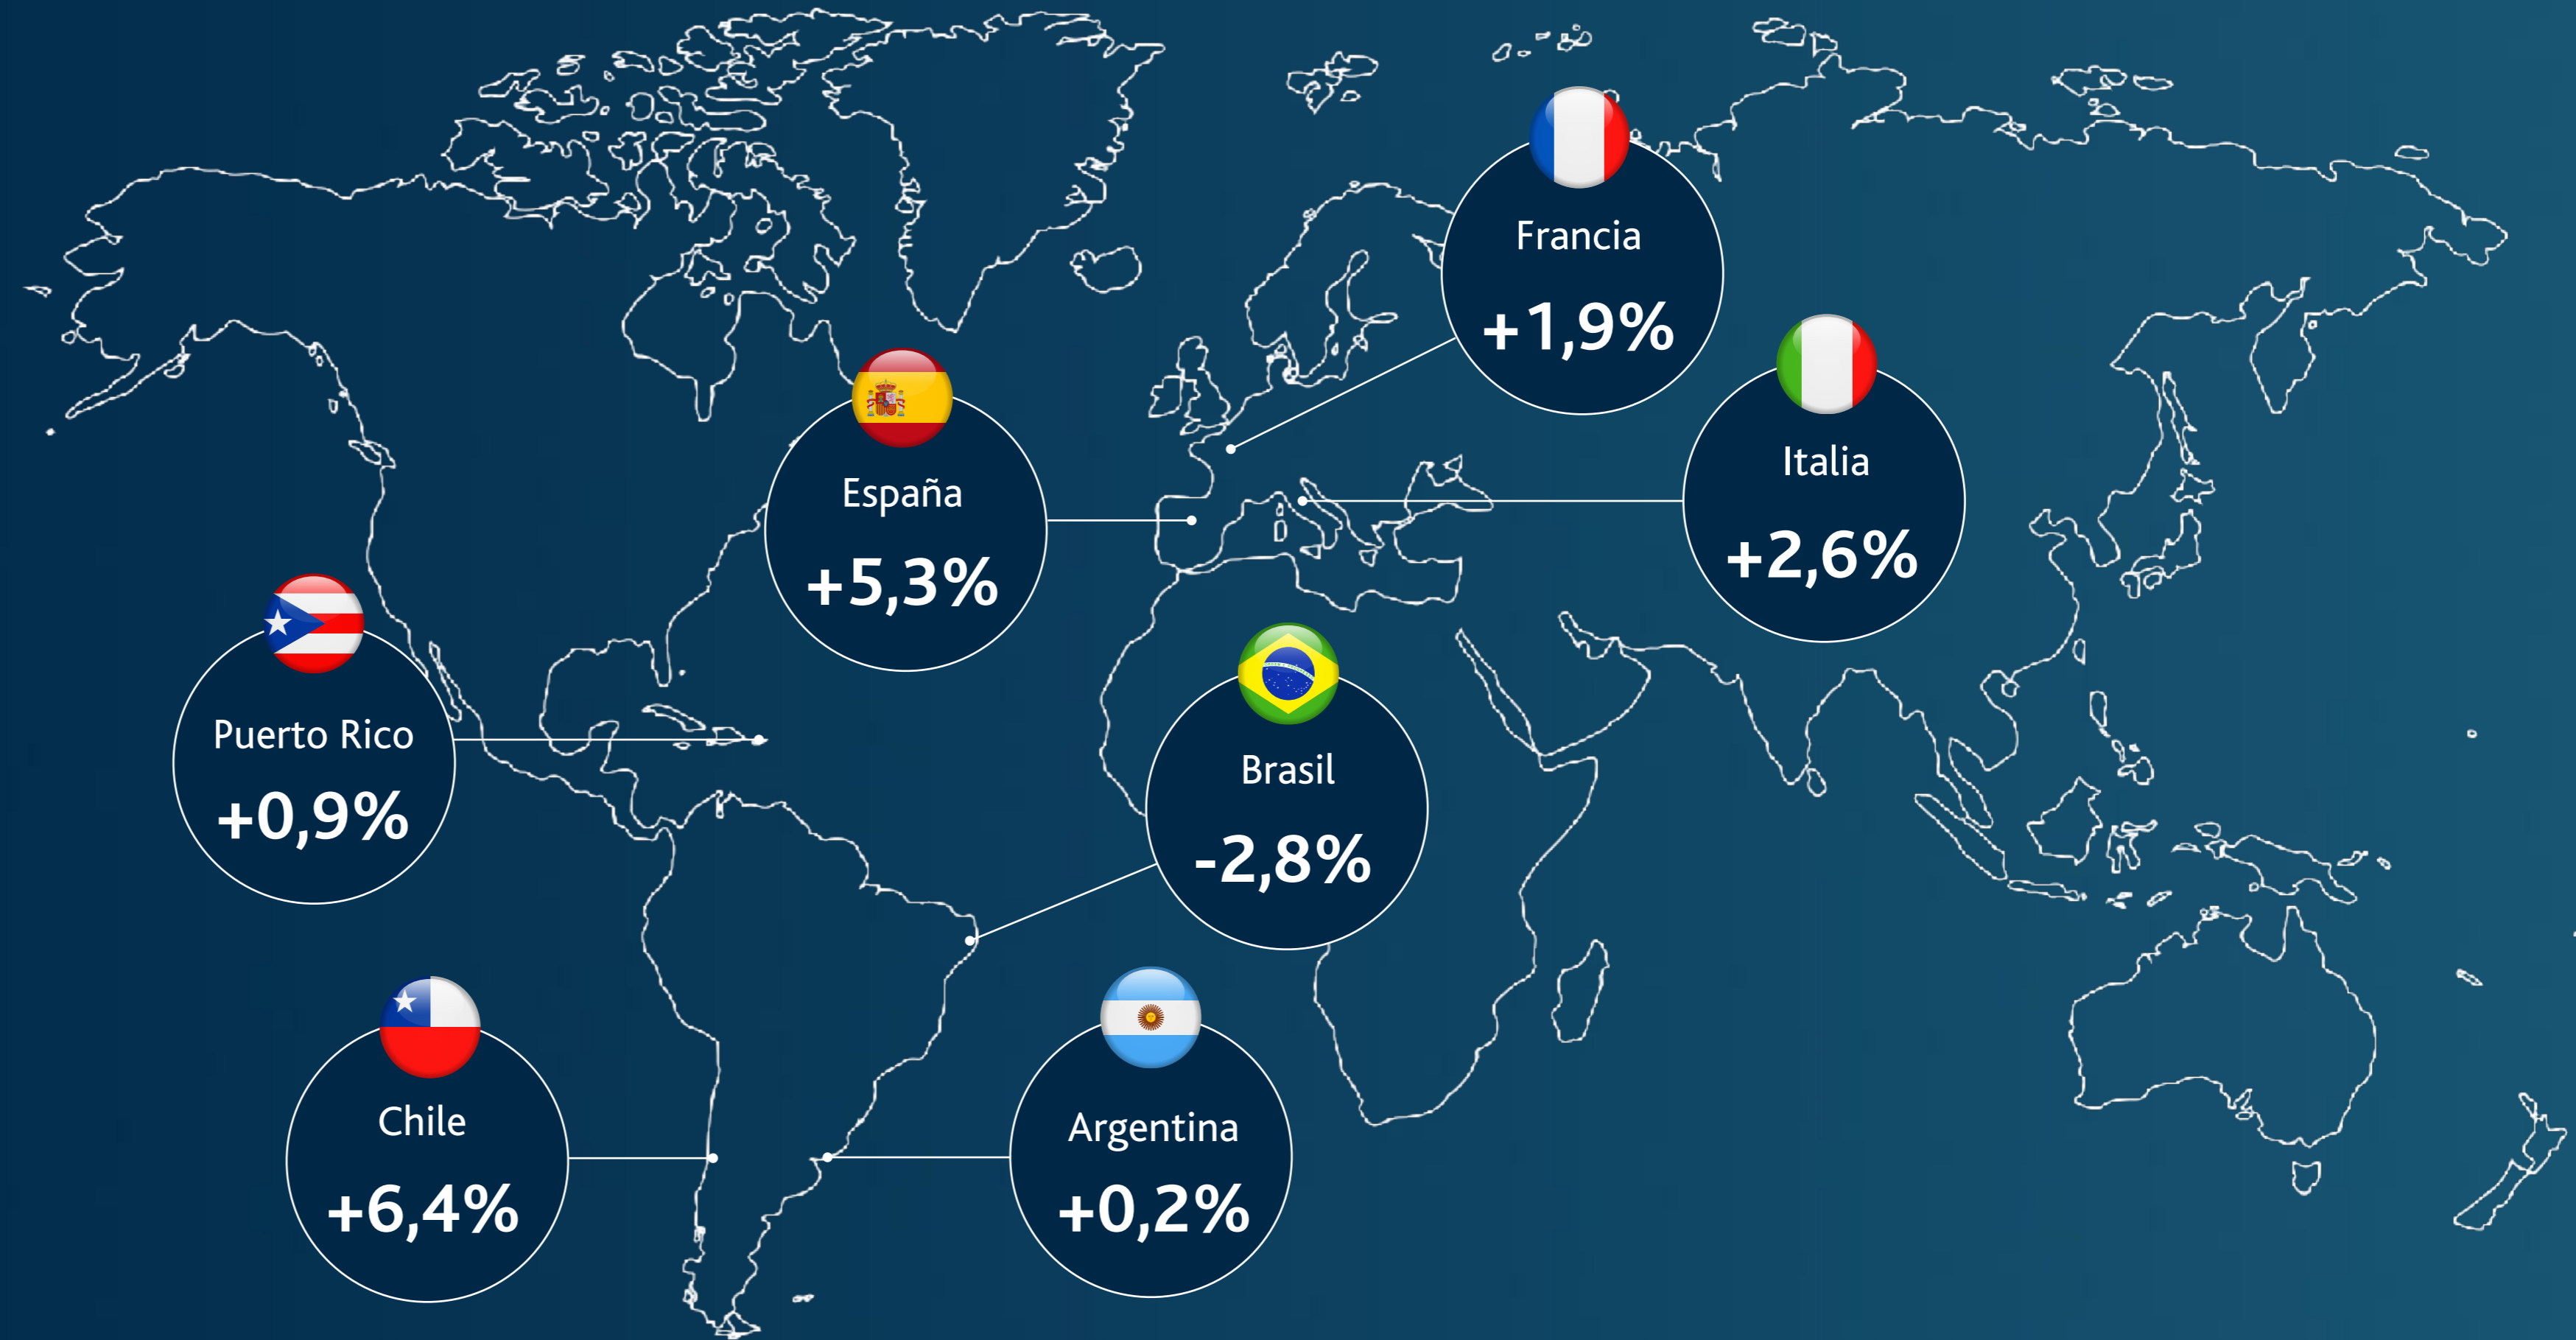 Francia
+1,9%
Italia
+2,6%
España
+5,3%
Puerto Rico
+0,9%
Brasil
-2,8%
Chile
+6,4%
Argentina
+0,2%